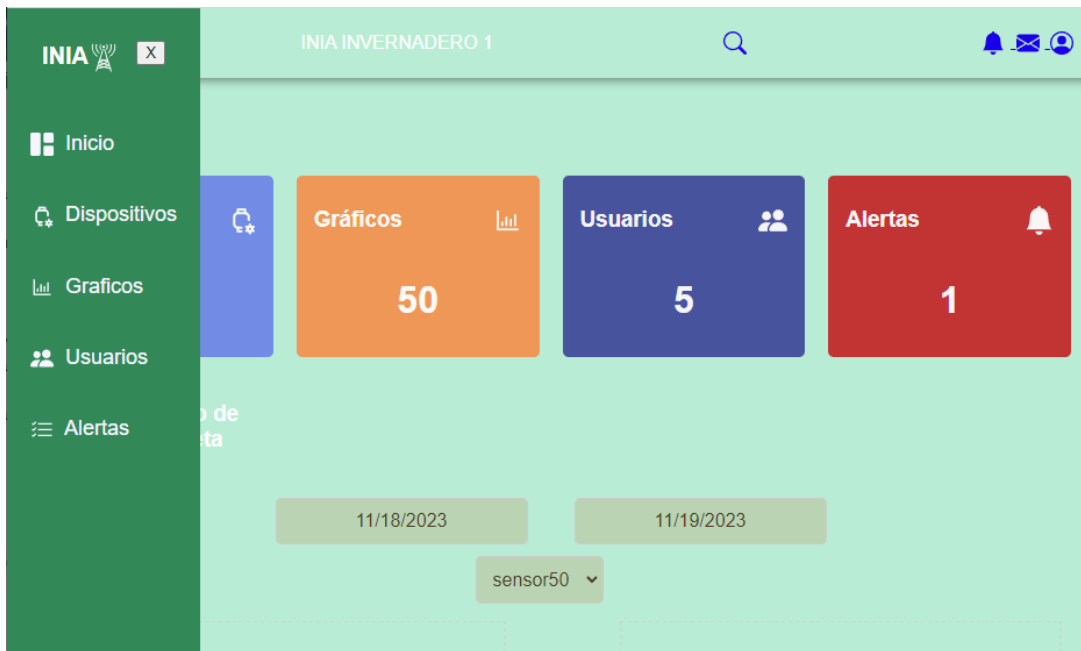 INIA X
INIA INVERNADERO 1
Inicio
Dispositivos
Graficos
Usuarios
Alertas
Gráficos
50
Usuarios
5
Alertas
1
de
11/18/2023
11/19/2023
sensor50